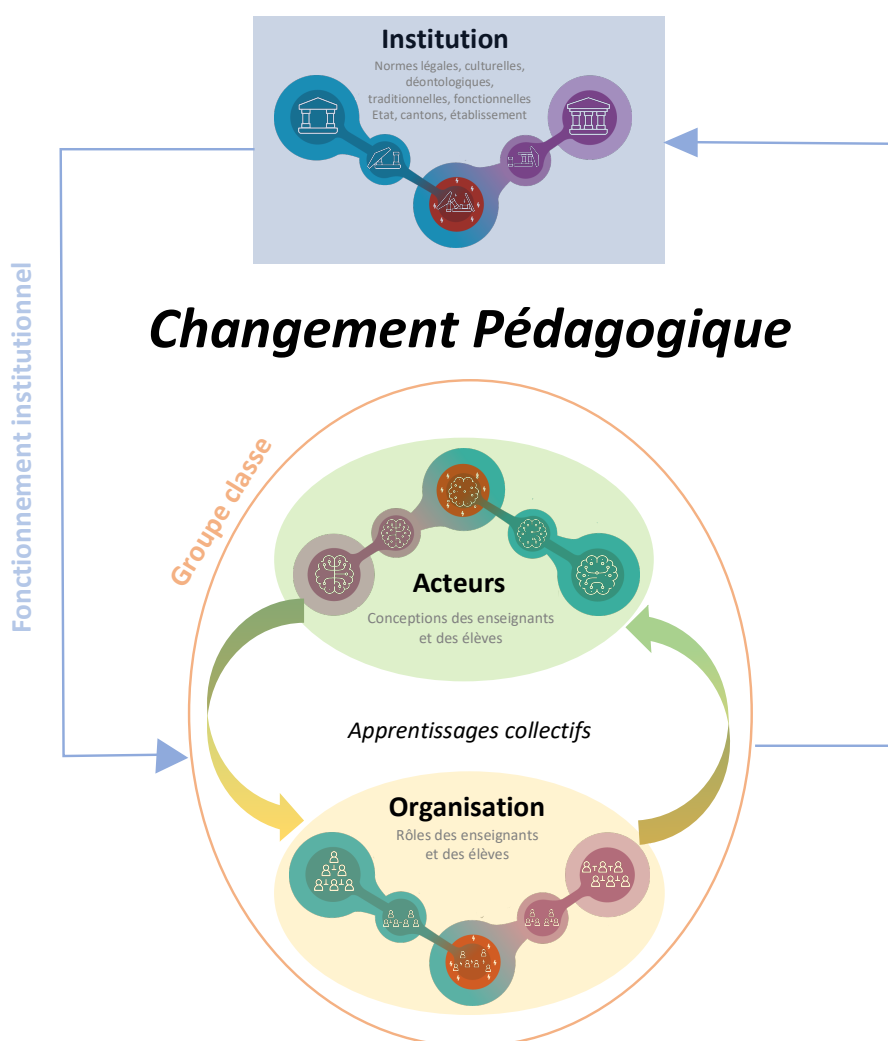 Institution
Normes légales, culturelles,
déontologiques,
traditionnelles, fonctionnelles
Etat, cantons, établissement
Fonctionnement institutionnel
Changement Pédagogique
Groupe classe
Acteurs
Conceptions des enseignants
et des élèves
Apprentissages collectifs
Organisation
Rôles des enseignants
et des élèves